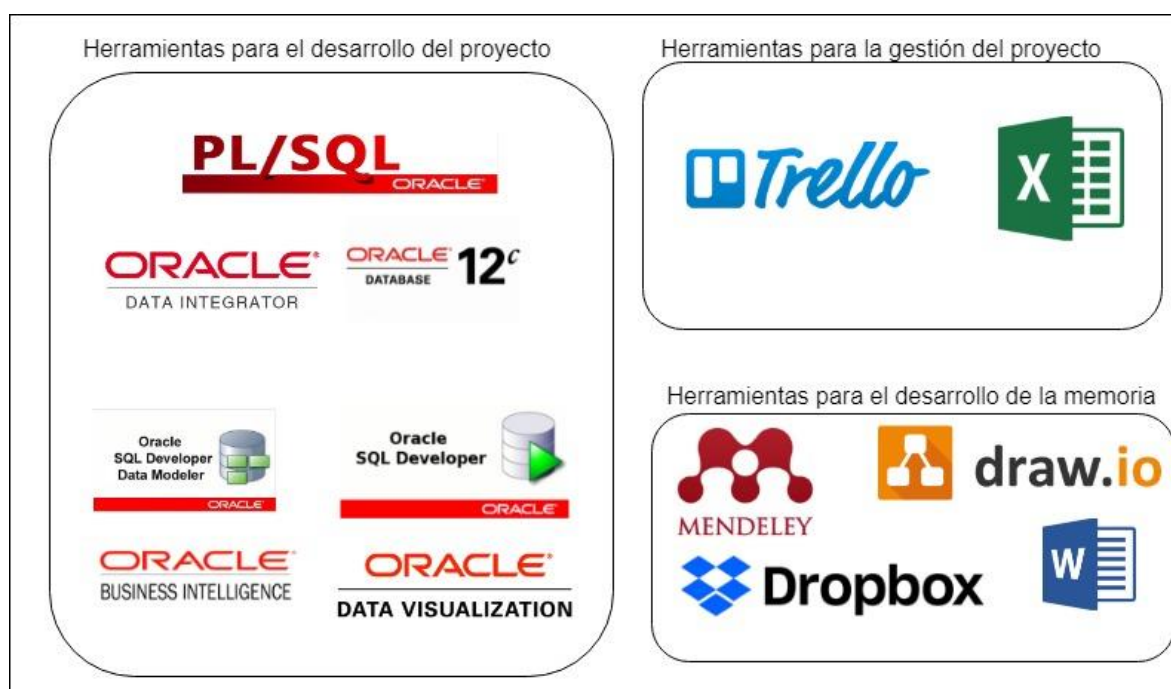 Herramientas para el desarrollo del proyecto
PL/SQL
ORACLE
ORACLE
DATA INTEGRATOR
ORACLE
DATABASE
12c
Oracle
SQL Developer
Data Modeler
ORACLE
Oracle
SQL Developer
ORACLE
ORACLE
BUSINESS INTELLIGENCE
ORACLE
DATA VISUALIZATION
Herramientas para la gestión del proyecto
Trello
X
Herramientas para el desarrollo de la memoria
MENDELEY
draw.io
Dropbox
W